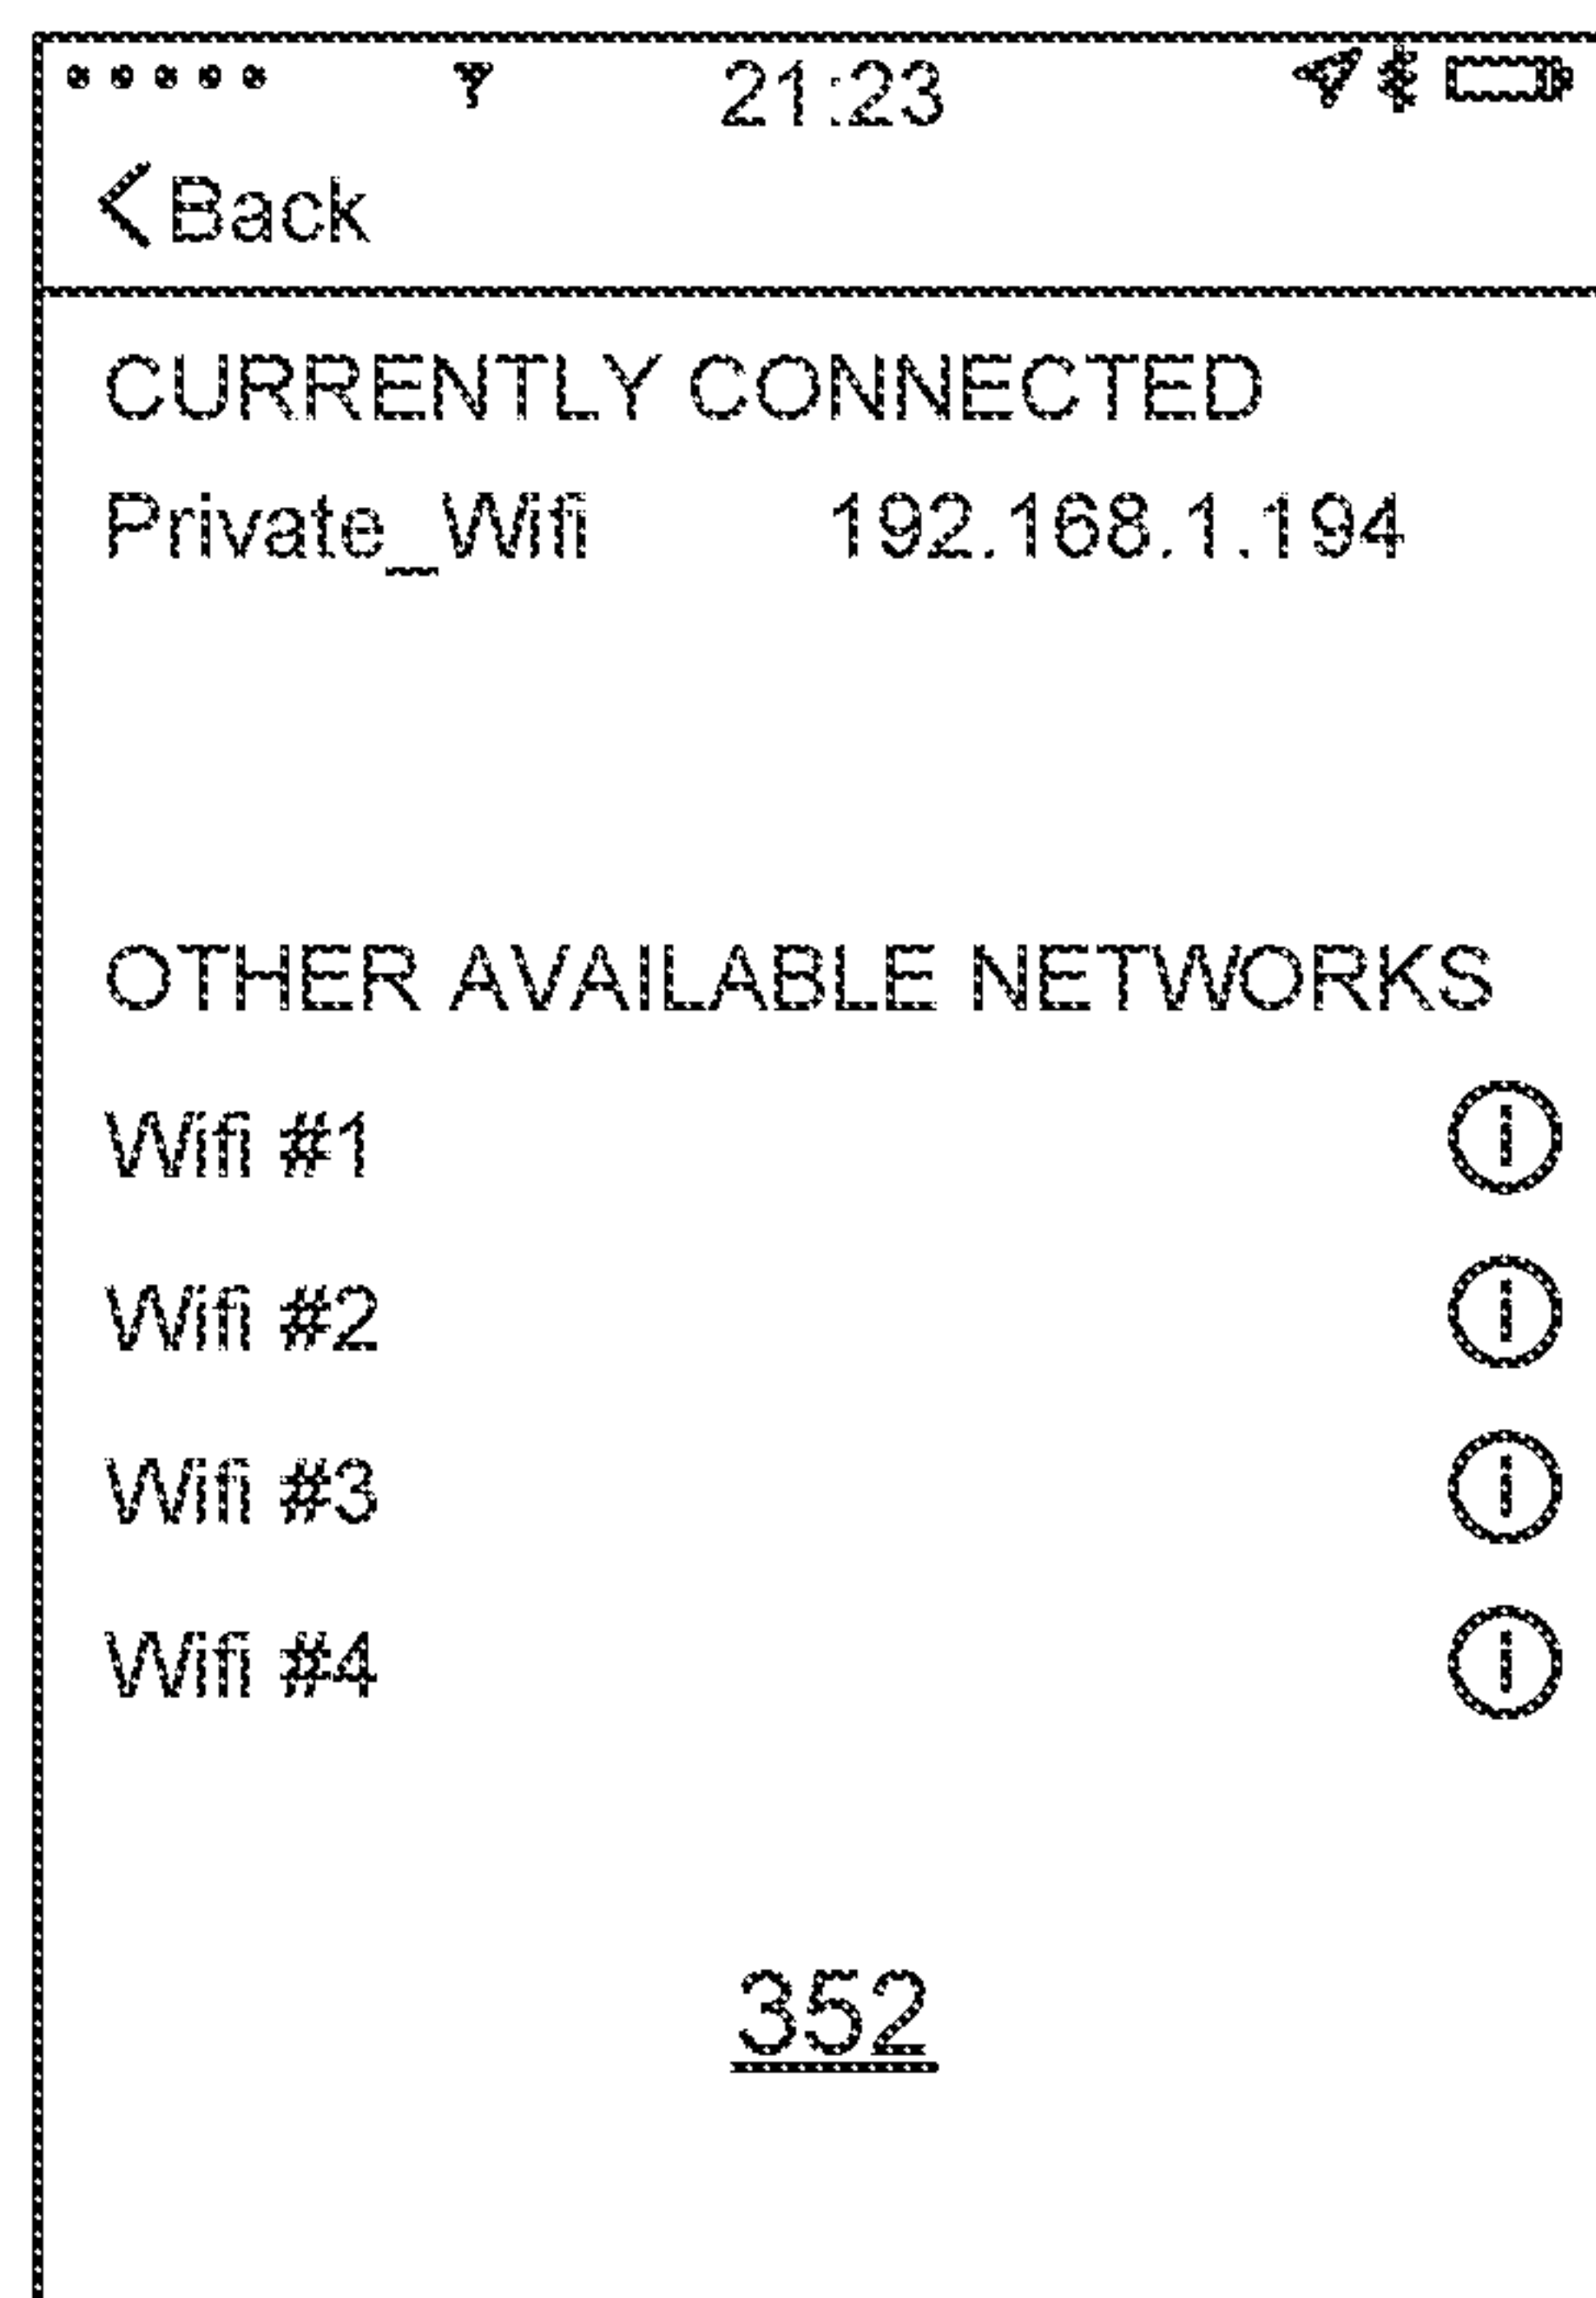 21:23
Back
CURRENTLY CONNECTED
Private_Wifi 192.168.1.194
OTHER AVAILABLE NETWORKS
Wifi #1
Wifi #2
Wifi #3
Wifi #4
352